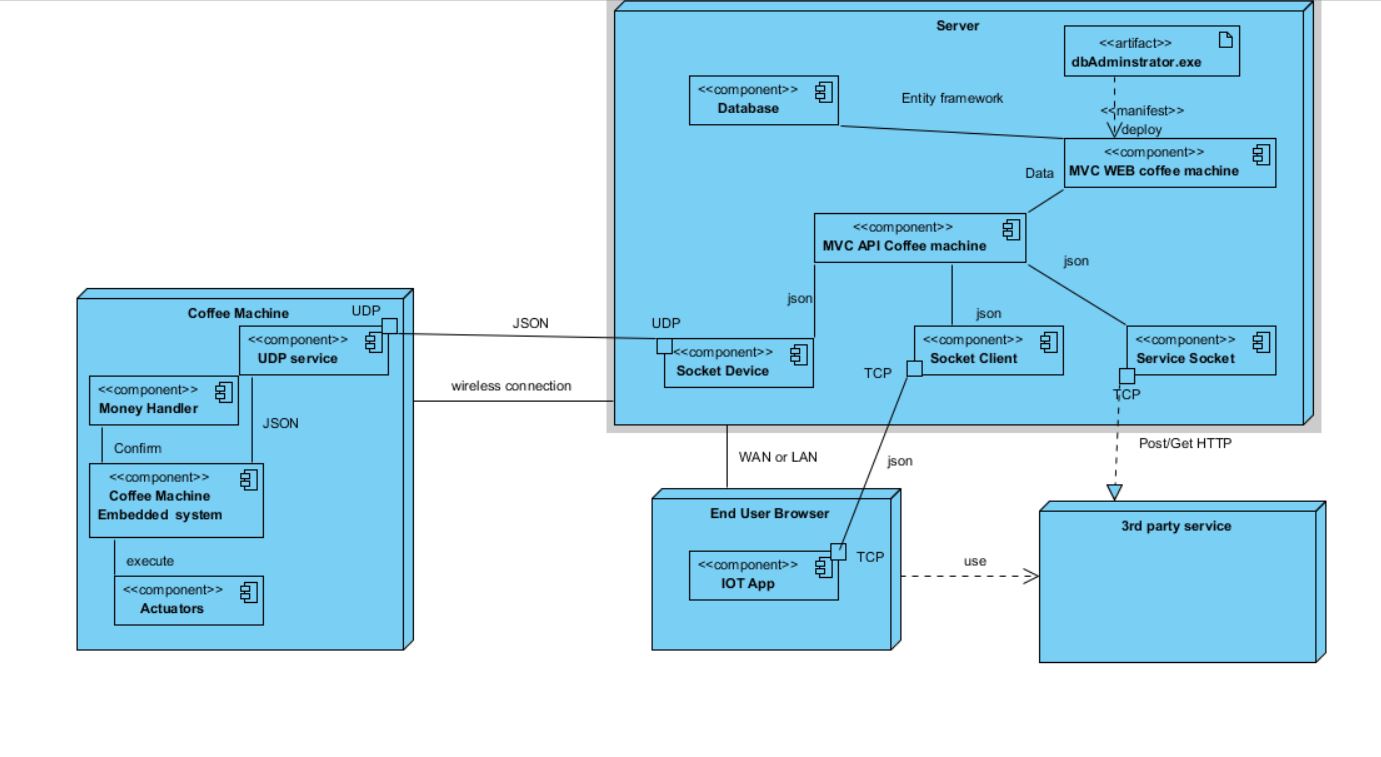 Server
<<artifact>>
dbAdminstrator.exe
<<component>>
Database
Entity framework
<<manifest>>
deploy
<<component>>
MVC WEB coffee machine
Data
<<component>>
MVC API Coffee machine
json
json
json
Coffee Machine
UDP
<<component>>
UDP service
JSON
UDP
<<component>>
Socket Device
<<component>>
Socket Client
TCP
<<component>>
Service Socket
TCP
wireless connection
<<component>>
Money Handler
JSON
Confirm
<<component>>
Coffee Machine
Embedded system
execute
<<component>>
Actuators
WAN or LAN
json
Post/Get HTTP
End User Browser
<<component>>
IOT App
TCP
use
3rd party service